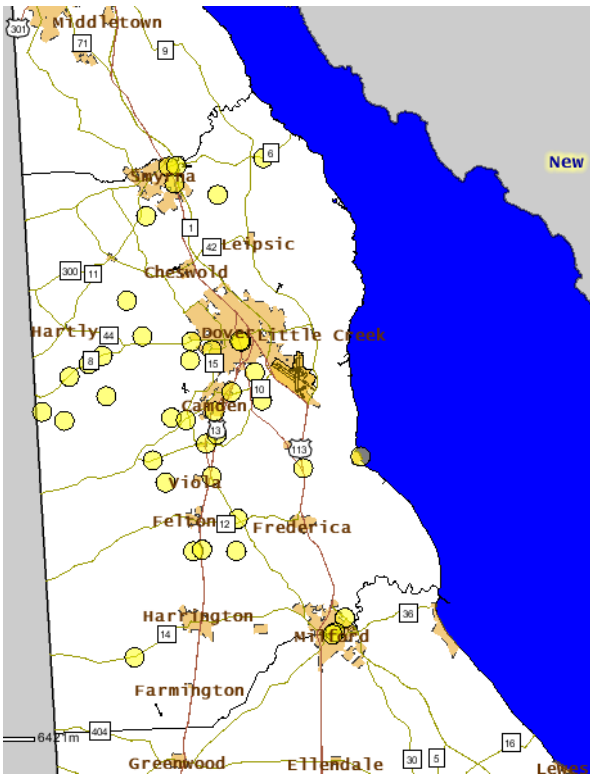 Middletown
301
71
9
New
6
Smyrna
1
42
Leipsic
300
11
Cheswold
Hartly
44
Dover
Little Creek
8
15
10
Camden
13
113
Viola
Felton
12
Frederica
Harrington
36
14
Milford
Farmington
404
6421m
16
30
5
Greenwood
Ellendale
Lewes